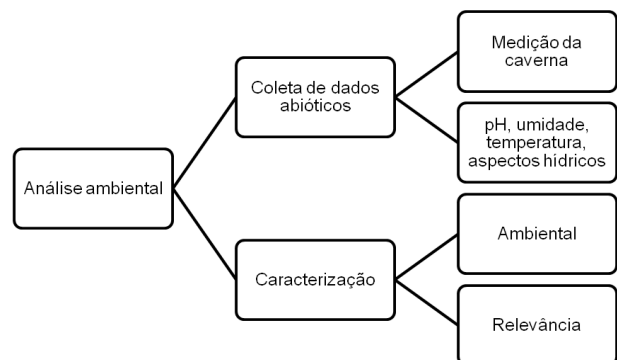 Análise ambiental
Coleta de dados
abióticos
Medição da
caverna
pH, umidade,
temperatura,
aspectos hídricos
Caracterização
Ambiental
Relevância